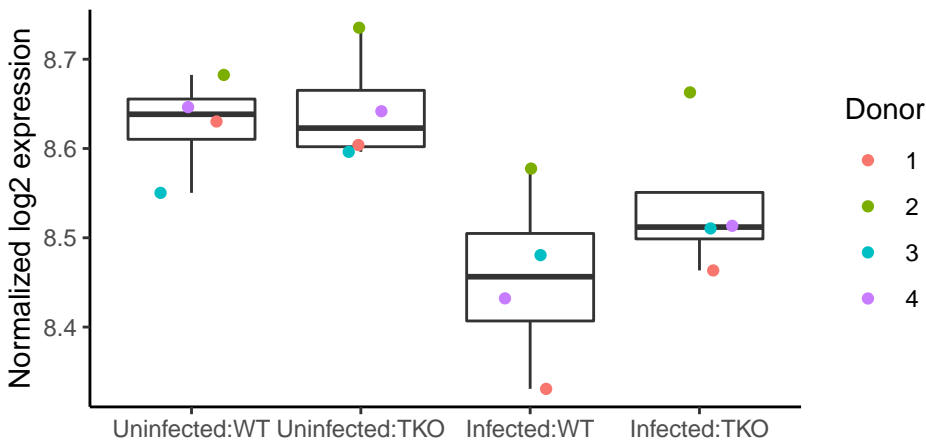 Normalized log2 expression
8.7
8.6
8.5
8.4
Uninfected:WT Uninfected:TKO Infected:WT Infected:TKO
Donor
1
2
3
4